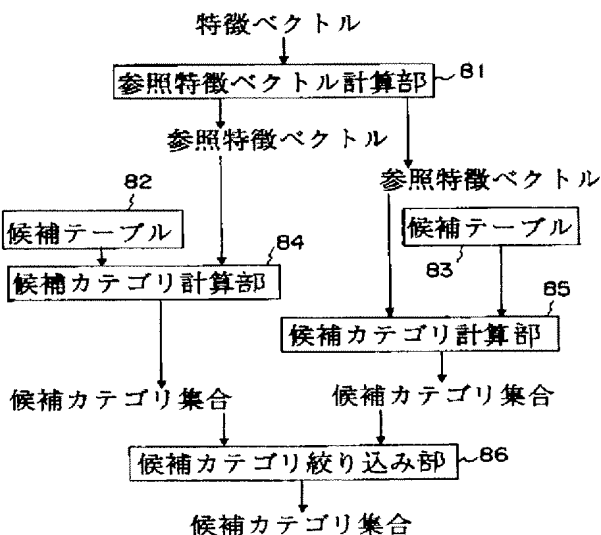 特徴ベクトル
参照特徴ベクトル計算部
81
参照特徴ベクトル
参照特徴ベクトル
82
候補テーブル
候補テーブル
83
84
候補カテゴリ計算部
85
候補カテゴリ計算部
候補カテゴリ集合
候補カテゴリ集合
候補カテゴリ絞り込み部
86
候補カテゴリ集合